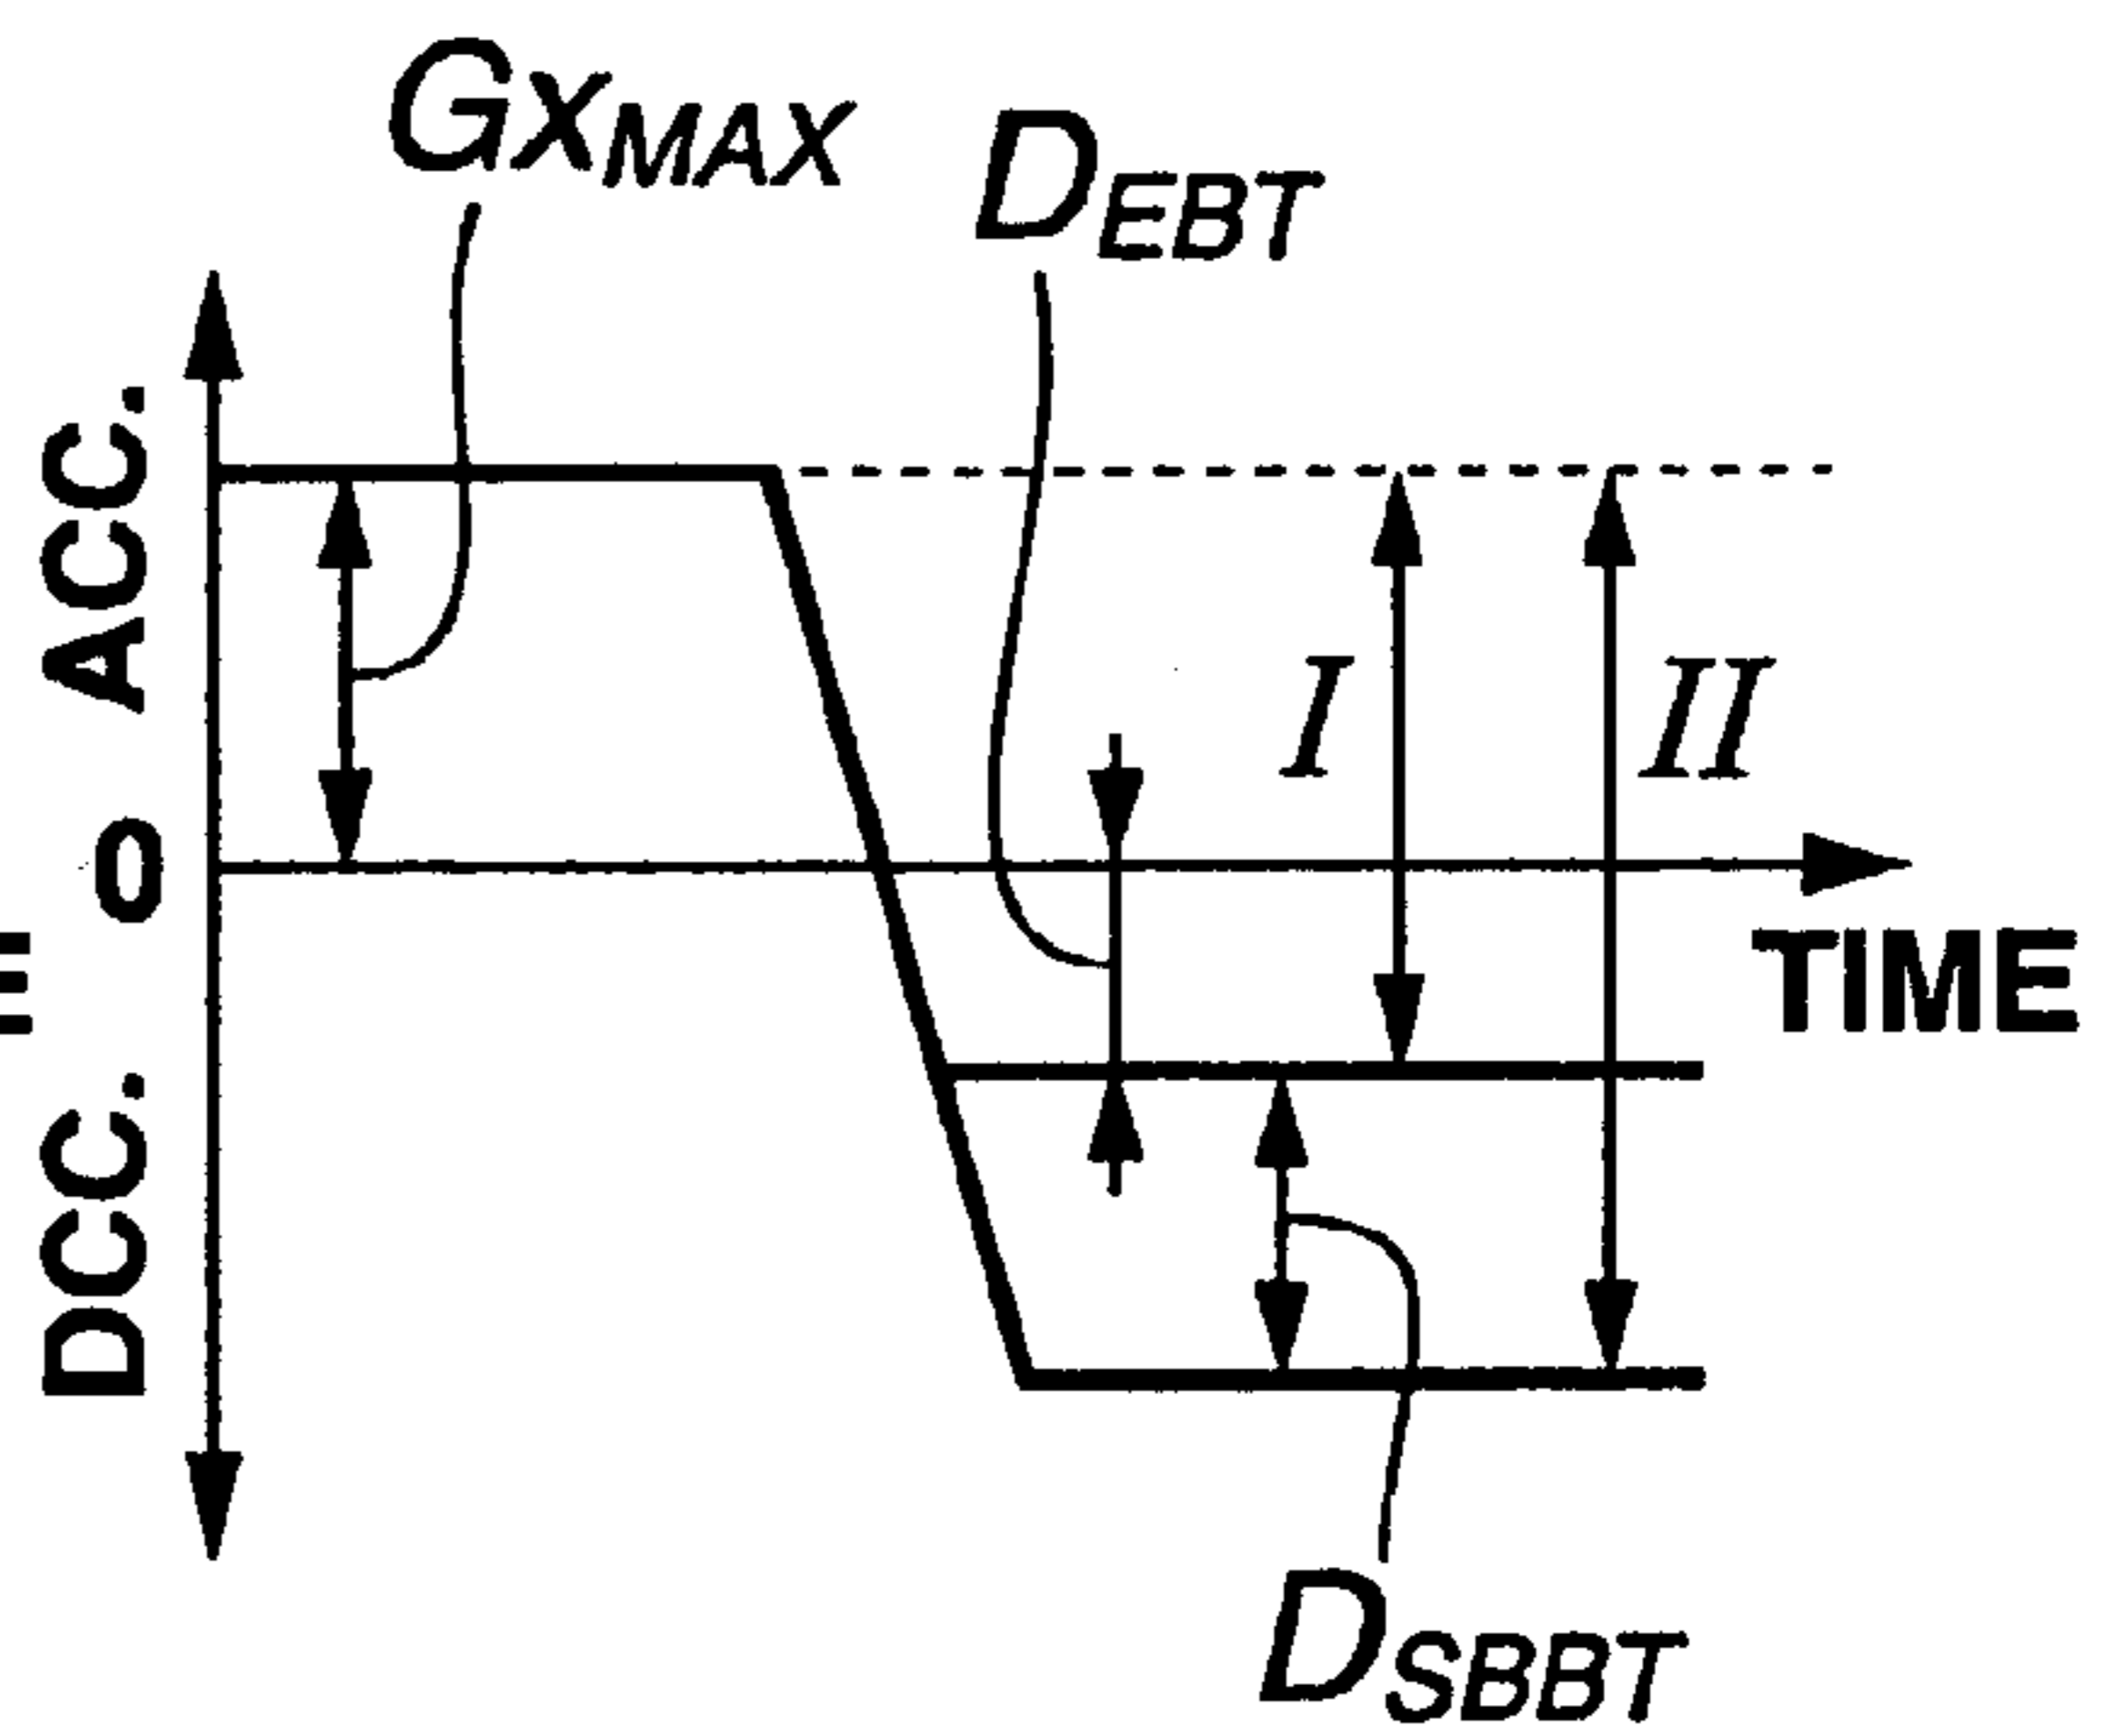 GXMAX
DEBT
ACC.
I
II
0
TIME
DCC.
DSBBT